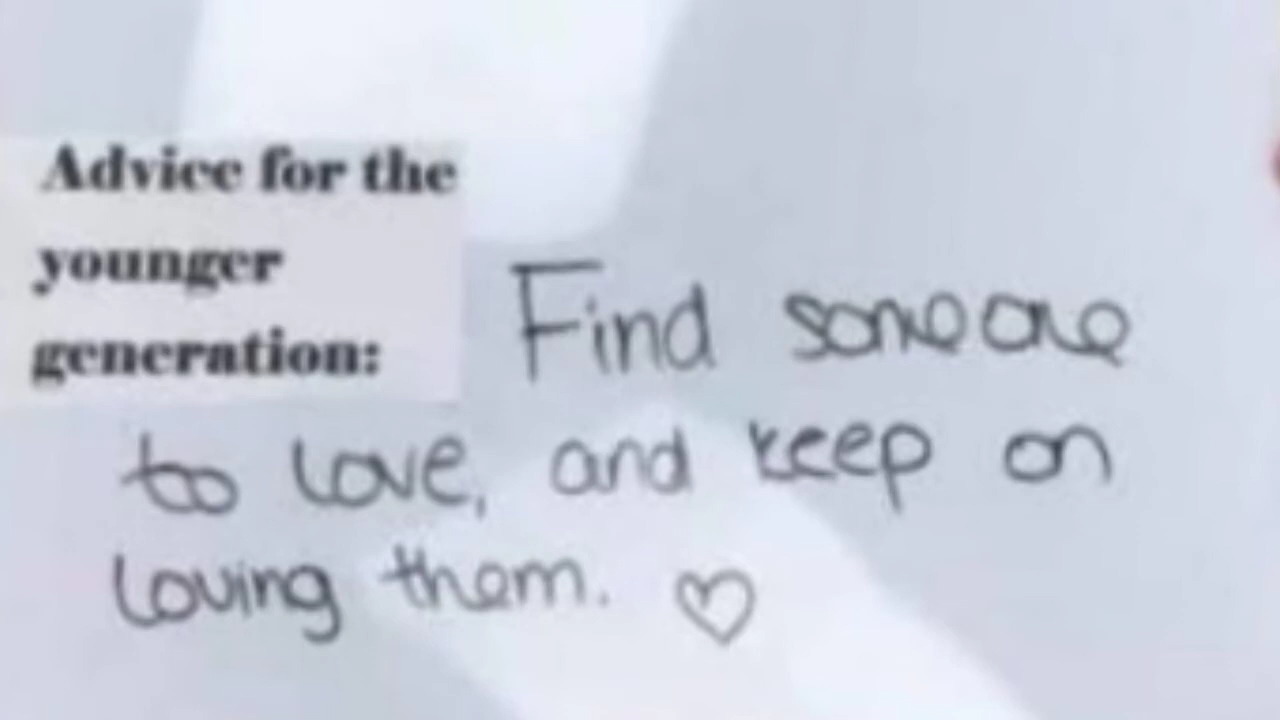 Advice for the
younger
generation:
Find someone
to love, and keep on
loving them. ♡